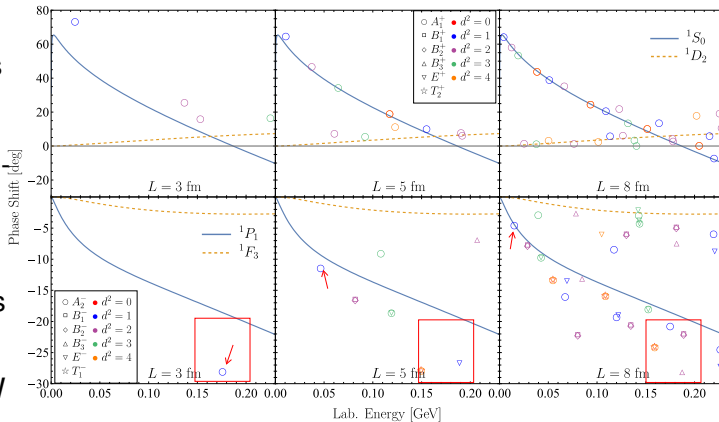 80
60
40
20
0
−20
L = 3 fm
L = 5 fm
L = 8 fm
A₁⁺ d² = 0
B₁⁺ d² = 1
B₂⁺ d² = 2
B₃⁺ d² = 3
E⁺ d² = 4
T₂⁺
¹S₀
¹D₂
Phase Shift [deg]
−5
−10
−15
−20
−25
−30
¹P₁
¹F₃
A₂⁻ d² = 0
B₁⁻ d² = 1
B₂⁻ d² = 2
B₃⁻ d² = 3
E⁻ d² = 4
T₁⁻
L = 3 fm
L = 5 fm
L = 8 fm
0.00 0.05 0.10 0.15 0.20 0.00 0.05 0.10 0.15 0.20 0.00 0.05 0.10 0.15 0.20
Lab. Energy [GeV]